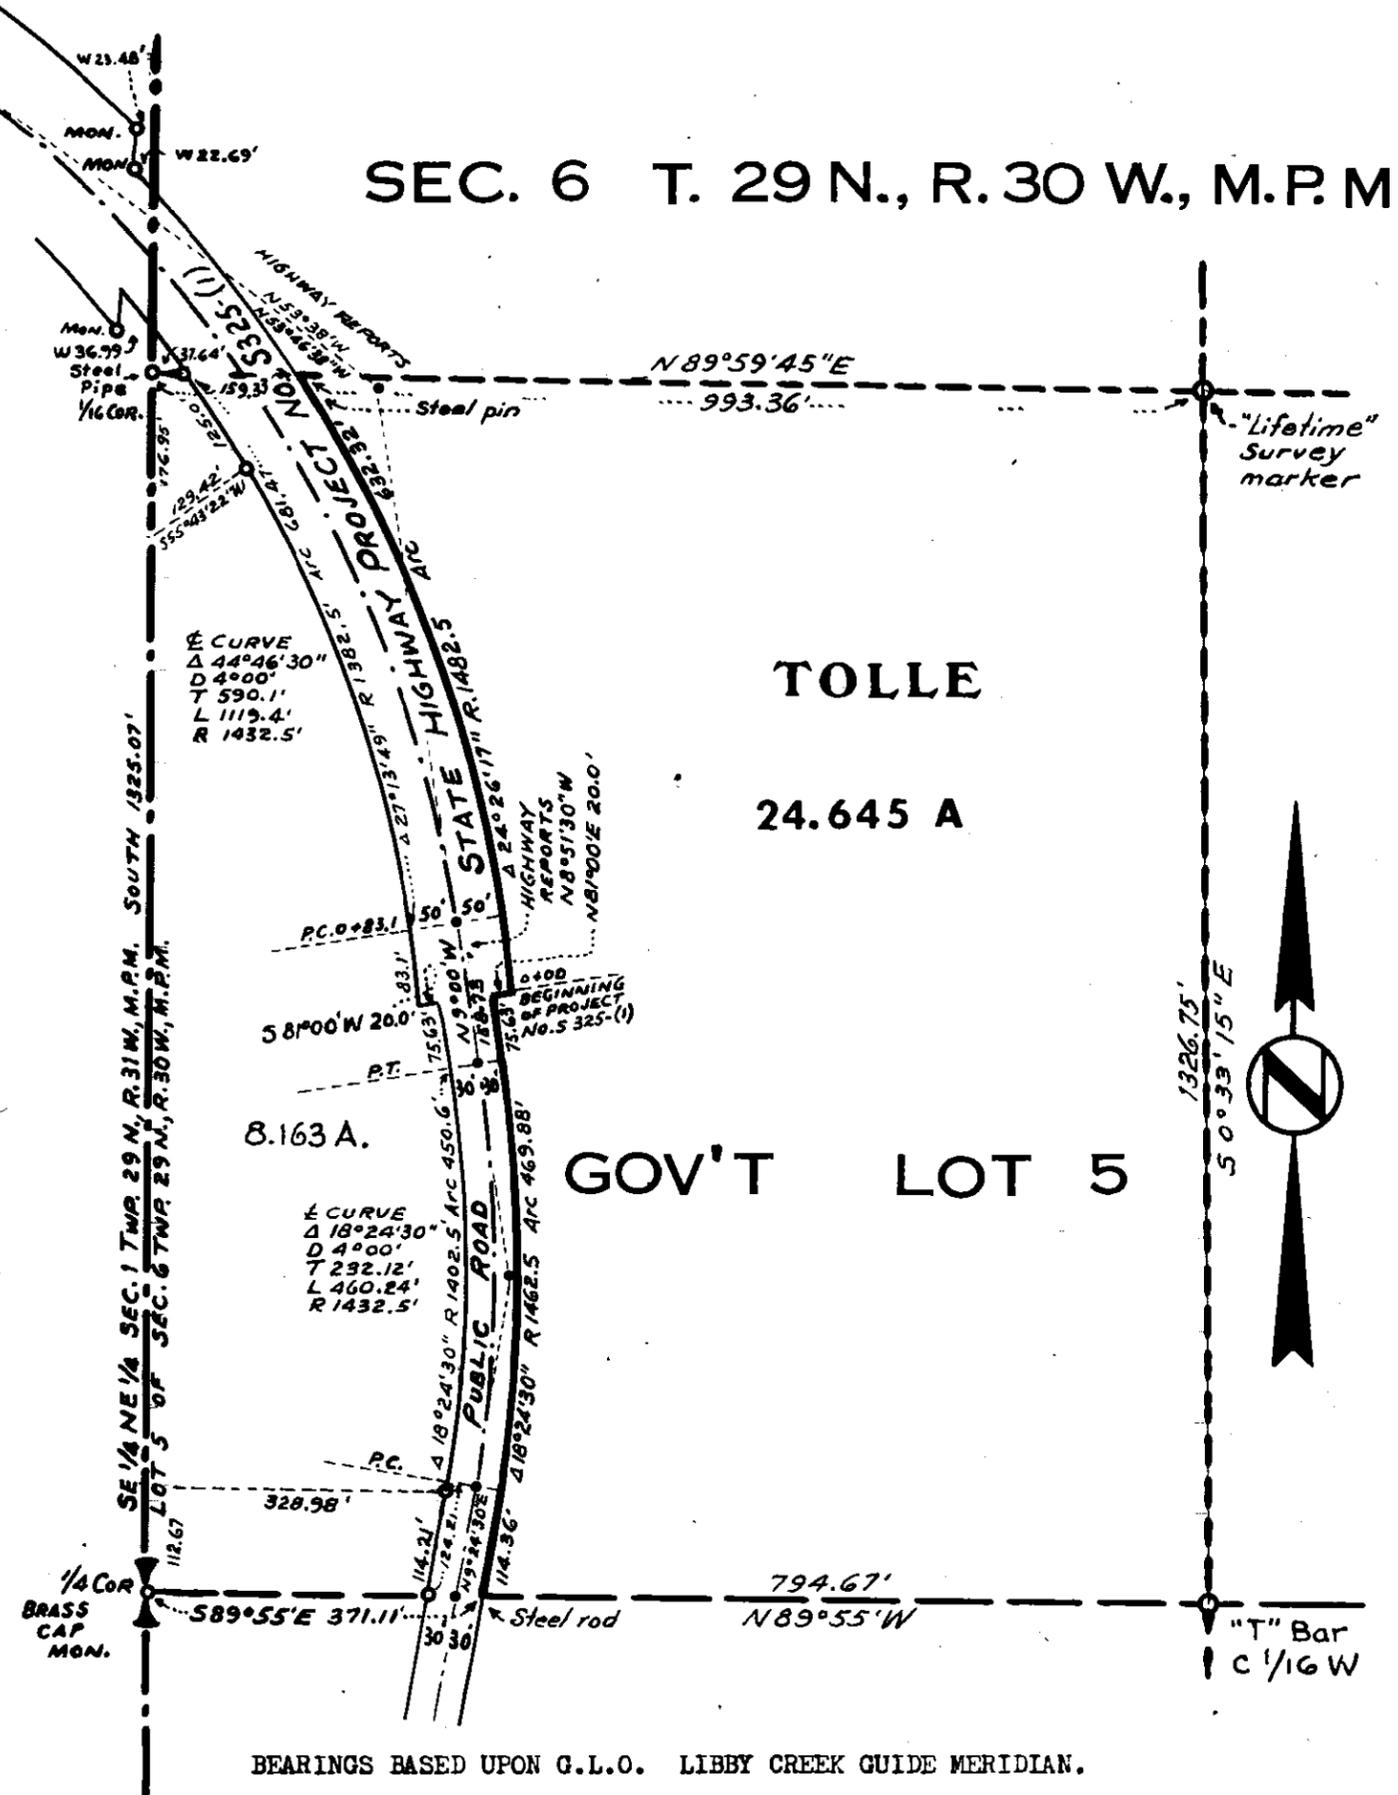 W 23.48'
MON.
MON.
W 22.69'
SEC. 6 T. 29 N., R. 30 W., M.P.M
HIGHWAY REPORTS
N 53°38'W
N 53°46'38"W
MON.
W 36.99'
Steel
Pipe
1/16 COR.
37.64'
159.33
Steel pin
N 89°59'45"E
993.36'
"Lifetime"
Survey
marker
176.95'
125.0'
129.42'
S55°43'22"W
632.32' Arc
Arc 681.47
STATE HIGHWAY PROJECT NO. S325-(1)
₵ CURVE
Δ 44°46'30"
D 4°00'
T 590.1'
L 1119.4'
R 1432.5'
Δ 27°13'49" R 1382.5'
Δ 24°26'17" R. 1482.5
TOLLE
24.645 A
HIGHWAY
REPORTS
N 8°51'30"W
N 81°00'E 20.0'
P.C. 0+83.1
50'
50'
83.1'
N 9°00'W
158.73
0+00
BEGINNING
OF PROJECT
NO. S 325-(1)
S 81°00'W 20.0'
75.63'
75.63'
P.T.
30.
30.
8.163 A.
GOV'T LOT 5
1326.75'
S 0°33'15"E
N
₵ CURVE
Δ 18°24'30"
D 4°00'
T 232.12'
L 460.24'
R 1432.5'
Δ 18°24'30" R 1402.5' Arc 450.6'
PUBLIC ROAD
Δ 18°24'30" R 1462.5 Arc 469.88'
SE 1/4 NE 1/4 SEC. 1 TWP. 29 N., R. 31 W., M.P.M. SOUTH 1325.07'
LOT 5 OF SEC. 6 TWP. 29 N., R. 30 W., M.P.M.
P.C.
328.98'
112.67
114.21'
124.21
N 9°24'30"E
114.36'
1/4 COR
BRASS
CAP
MON.
S89°55'E 371.11'
30
30'
Steel rod
794.67'
N 89°55'W
"T" Bar
C 1/16 W
BEARINGS BASED UPON G.L.O. LIBBY CREEK GUIDE MERIDIAN.